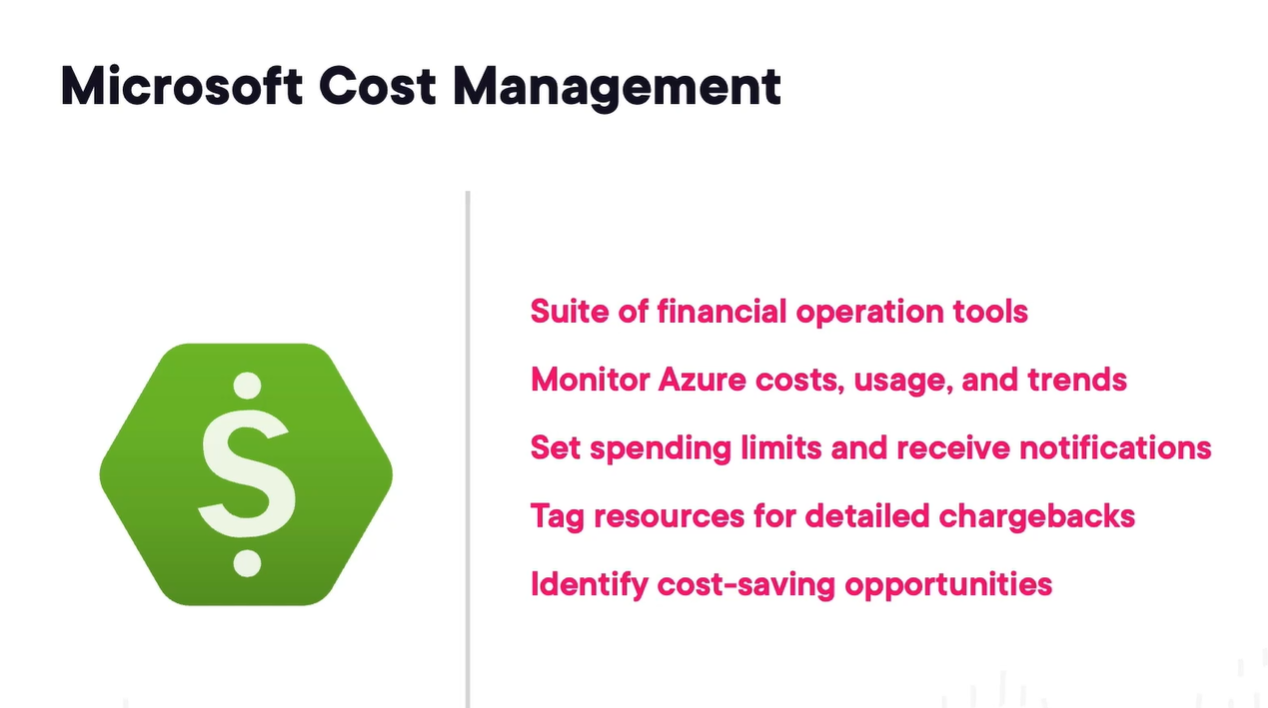 Microsoft Cost Management
Suite of financial operation tools
Monitor Azure costs, usage, and trends
Set spending limits and receive notifications
Tag resources for detailed chargebacks
Identify cost-saving opportunities